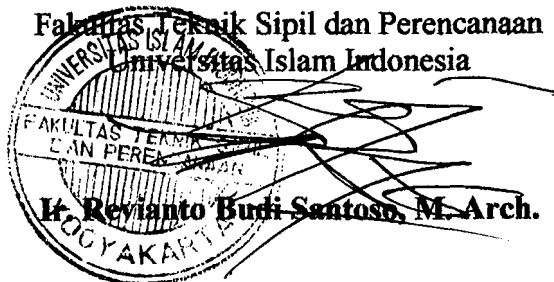 Fakultas Teknik Sipil dan Perencanaan
Universitas Islam Indonesia
UNIVERSITAS ISLAM
FAKULTAS TEKNIK
DAN PERENCANAAN
Ir. Revianto Budi Santoso, M. Arch.
YOGYAKARTA